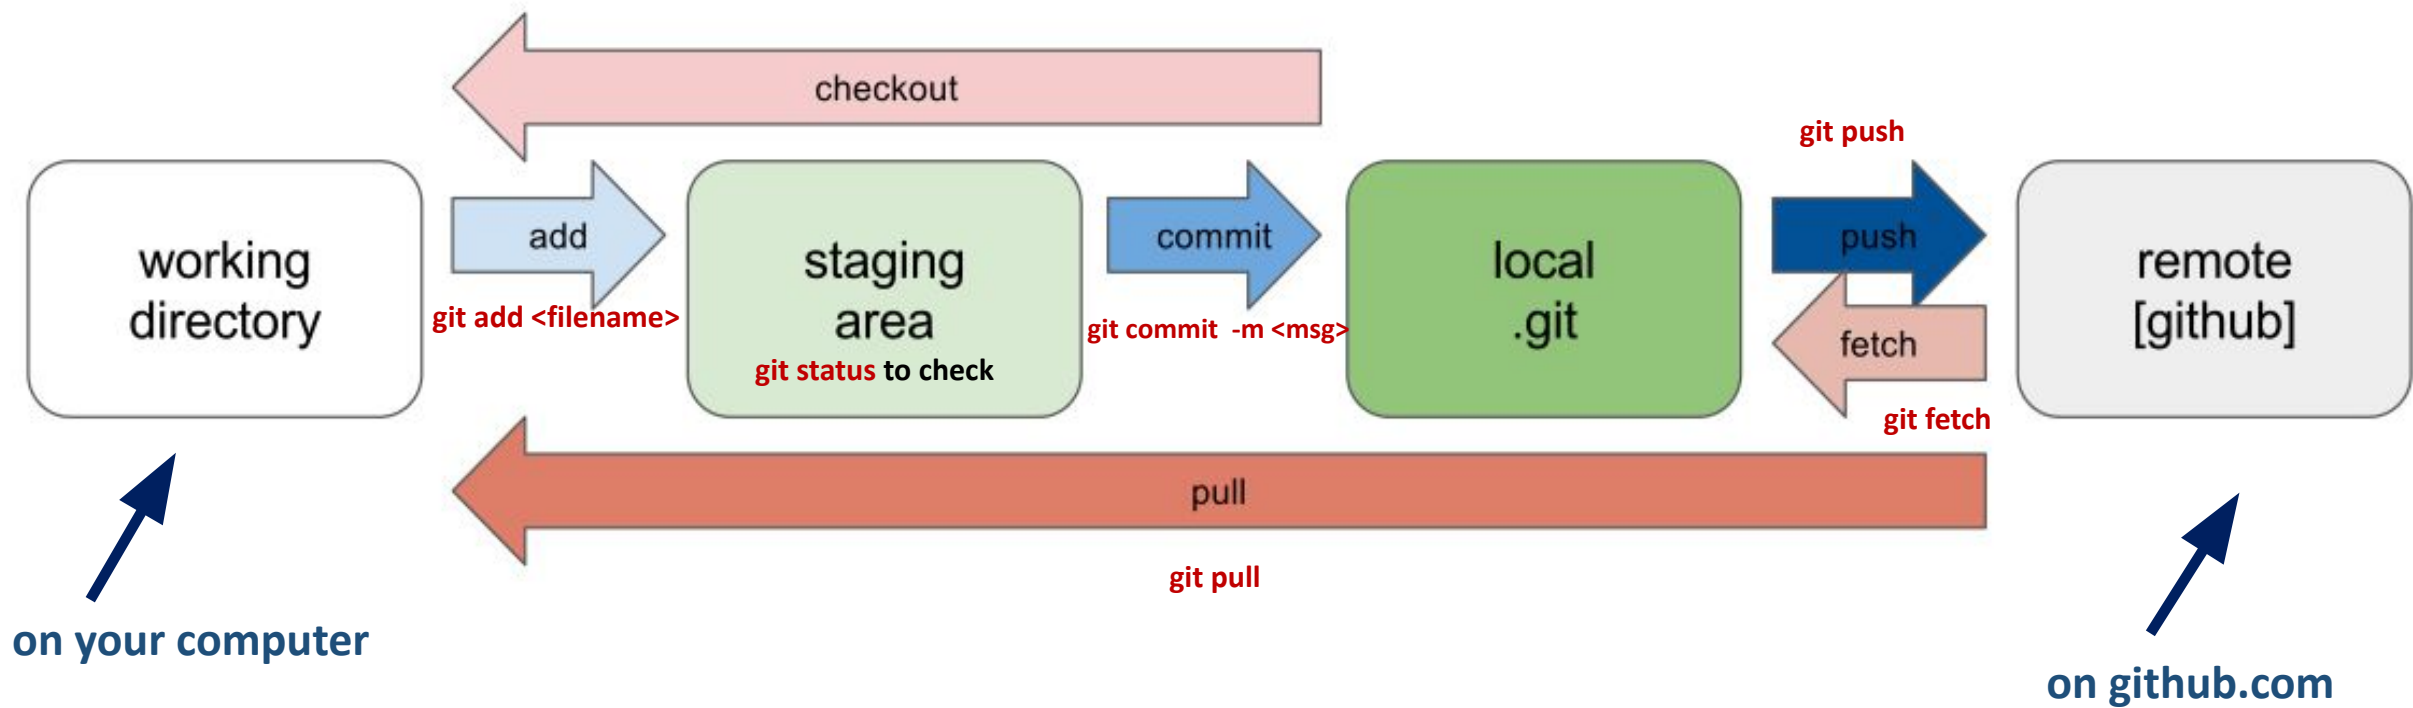 checkout
git push
working
directory
add
git add <filename>
staging
area
git status to check
commit
git commit  -m <msg>
local
.git
push
fetch
git fetch
remote
[github]
pull
git pull
on your computer
on github.com